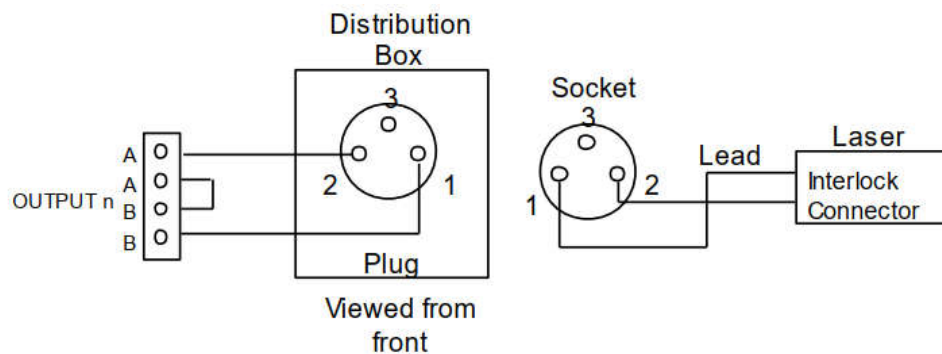 Distribution
Box
3
2
1
Plug
Viewed from
front
A
A
OUTPUT n
B
B
Socket
3
1
2
Lead
Laser
Interlock
Connector